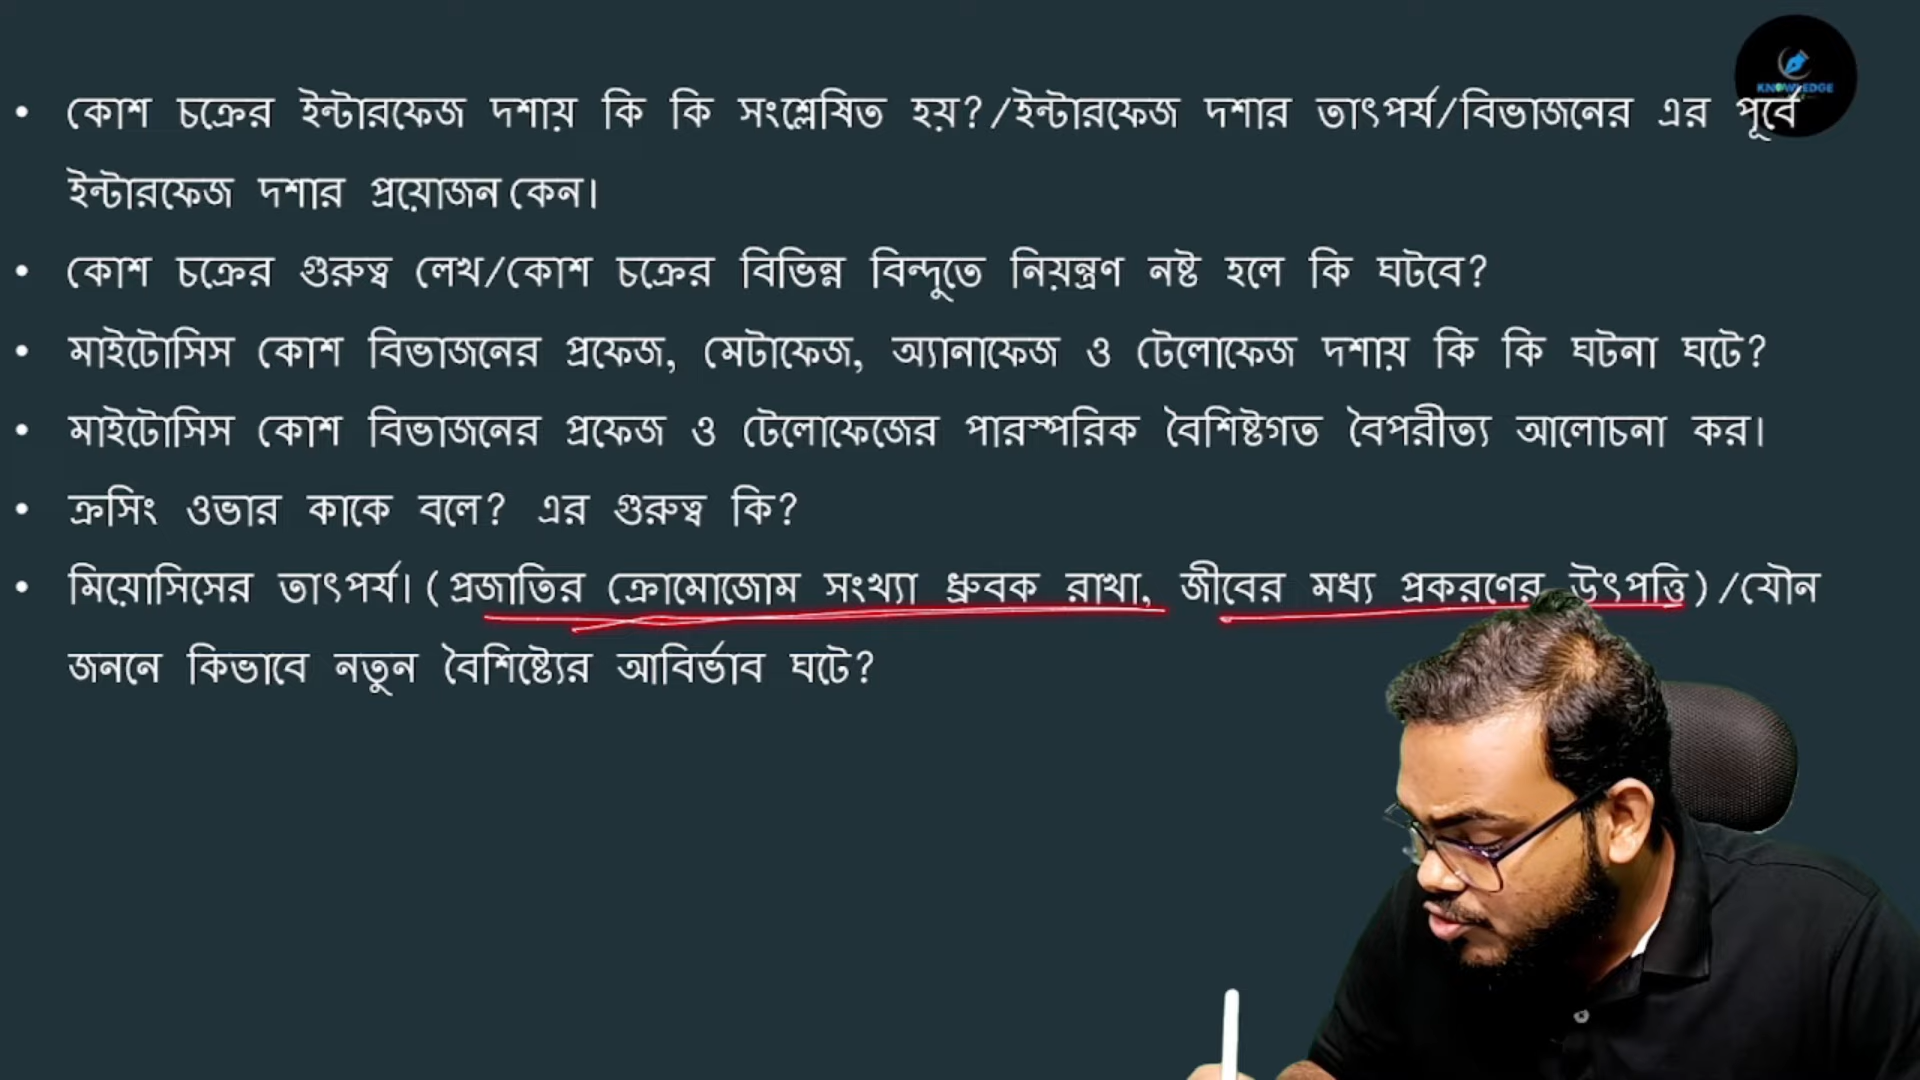 KNOWLEDGE
• কোশ চক্রের ইন্টারফেজ দশায় কি কি সংশ্লেষিত হয়?/ইন্টারফেজ দশার তাৎপর্য/বিভাজনের এর পূর্বে
ইন্টারফেজ দশার প্রয়োজন কেন।
• কোশ চক্রের গুরুত্ব লেখ/কোশ চক্রের বিভিন্ন বিন্দুতে নিয়ন্ত্রণ নষ্ট হলে কি ঘটবে?
• মাইটোসিস কোশ বিভাজনের প্রফেজ, মেটাফেজ, অ্যানাফেজ ও টেলোফেজ দশায় কি কি ঘটনা ঘটে?
• মাইটোসিস কোশ বিভাজনের প্রফেজ ও টেলোফেজের পারস্পরিক বৈশিষ্টগত বৈপরীত্য আলোচনা কর।
• ক্রসিং ওভার কাকে বলে? এর গুরুত্ব কি?
• মিয়োসিসের তাৎপর্য। (প্রজাতির ক্রোমোজোম সংখ্যা ধ্রুবক রাখা, জীবের মধ্য প্রকরণের উৎপত্তি)/যৌন
জননে কিভাবে নতুন বৈশিষ্ট্যের আবির্ভাব ঘটে?